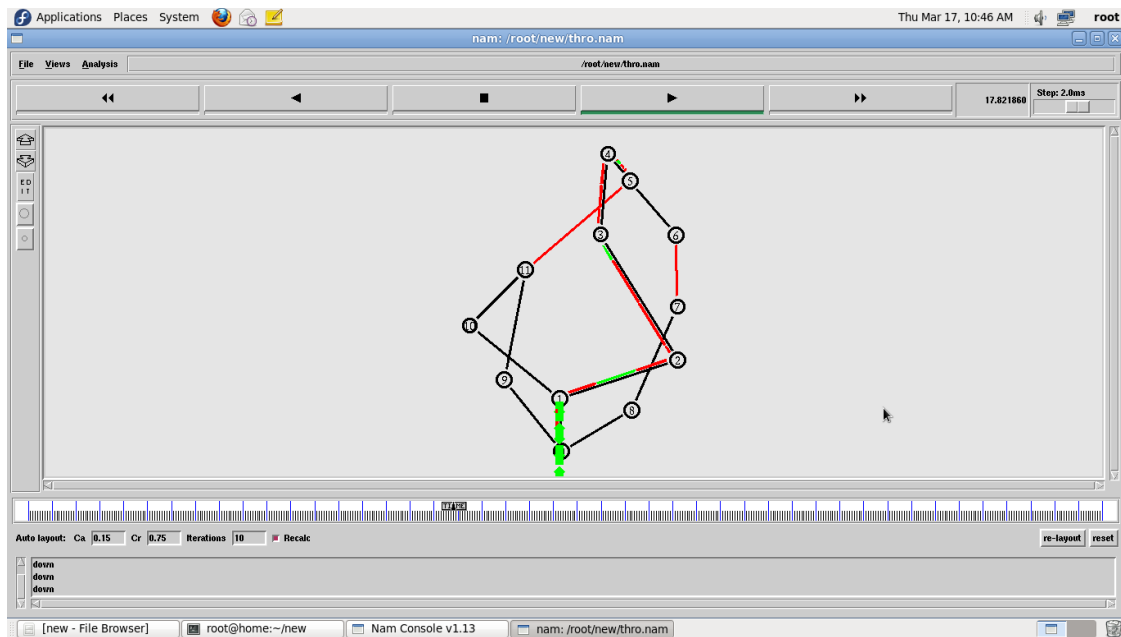 Applications Places System Thu Mar 17, 10:46 AM root
nam: /root/new/thro.nam
File Views Analysis /root/new/thro.nam
17.821860 Step: 2.0ms
4
5
E D
I T
3 6
11
7
10
2
9
1
8
TIME
Auto layout: Ca 0.15 Cr 0.75 Iterations 10 Recalc re-layout reset
down
down
down
[new - File Browser] root@home:~/new Nam Console v1.13 nam: /root/new/thro.nam